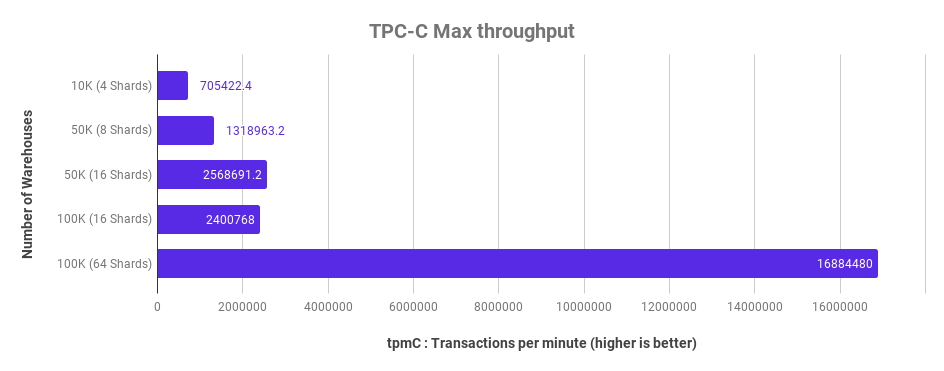 TPC-C Max throughput
Number of Warehouses
10K (4 Shards)
705422.4
50K (8 Shards)
1318963.2
50K (16 Shards)
2568691.2
100K (16 Shards)
2400768
100K (64 Shards)
16884480
0 2000000 4000000 6000000 8000000 10000000 12000000 14000000 16000000
tpmC : Transactions per minute (higher is better)